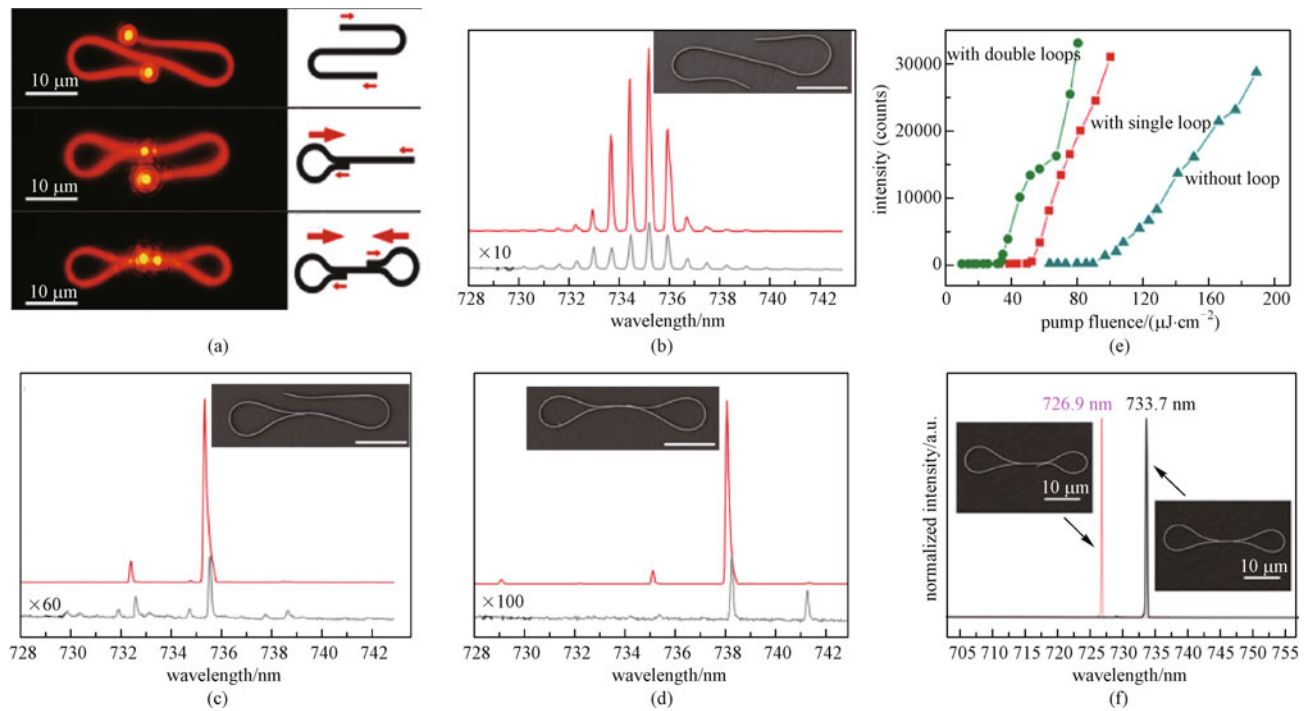 10 μm
10 μm
10 μm
(a)
×10
728 730 732 734 736 738 740 742
wavelength/nm
(b)
with double loops
with single loop
without loop
intensity (counts)
30000
20000
10000
0
0 40 80 120 160 200
pump fluence/(μJ·cm⁻²)
(e)
×60
728 730 732 734 736 738 740 742
wavelength/nm
(c)
×100
728 730 732 734 736 738 740 742
wavelength/nm
(d)
726.9 nm 733.7 nm
10 μm
10 μm
normalized intensity/a.u.
705 710 715 720 725 730 735 740 745 750 755
wavelength/nm
(f)